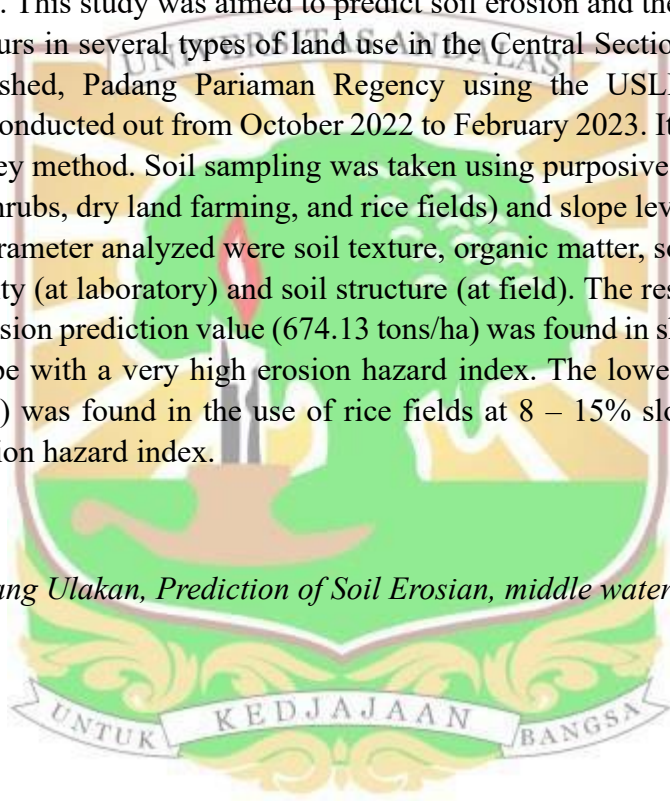 . This study was aimed to predict soil erosion and the
urs in several types of land use in the Central Sectio
UNIVERSITAS ANDALAS
shed, Padang Pariaman Regency using the USL
onducted out from October 2022 to February 2023. It
ey method. Soil sampling was taken using purposive
hrubs, dry land farming, and rice fields) and slope lev
rameter analyzed were soil texture, organic matter, s
ty (at laboratory) and soil structure (at field). The res
sion prediction value (674.13 tons/ha) was found in s
pe with a very high erosion hazard index. The lowe
) was found in the use of rice fields at 8 – 15% slo
ion hazard index.
ang Ulakan, Prediction of Soil Erosian, middle water
UNTUK KEDJAJAAN BANGSA